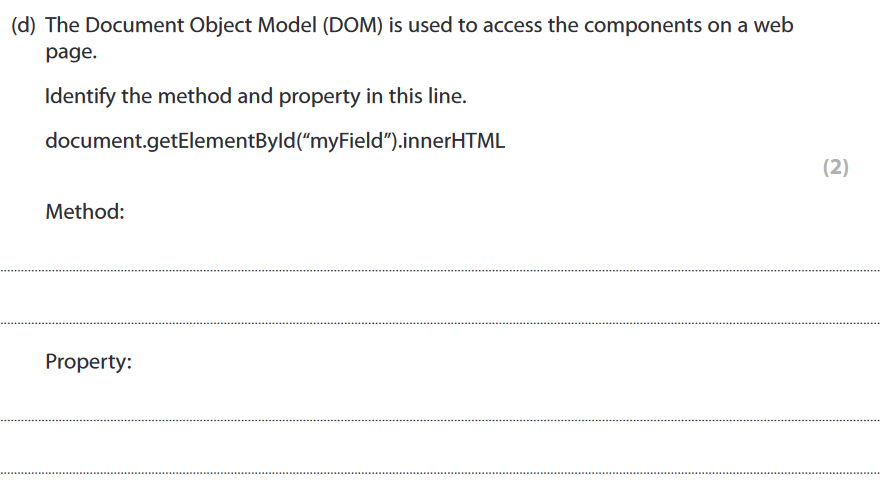 (d) The Document Object Model (DOM) is used to access the components on a web
page.
Identify the method and property in this line.
document.getElementById(“myField”).innerHTML
(2)
Method:
Property: